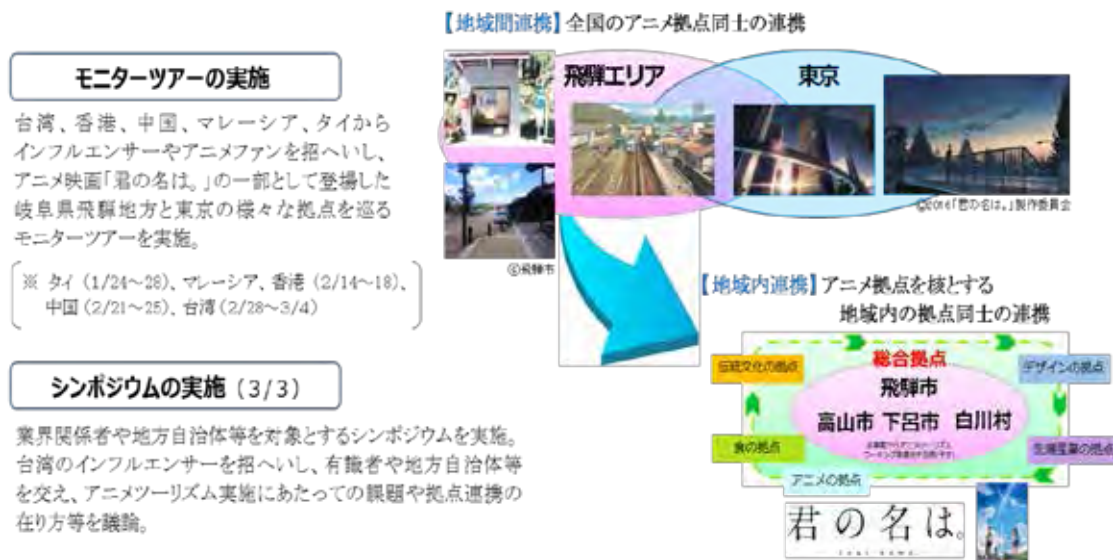 【地域間連携】全国のアニメ拠点同士の連携
モニターツアーの実施
台湾、香港、中国、マレーシア、タイから
インフルエンサーやアニメファンを招へいし、
アニメ映画「君の名は。」の一部として登場した
岐阜県飛騨地方と東京の様々な拠点を巡る
モニターツアーを実施。
※ タイ（1/24～28）、マレーシア、香港（2/14～18）、
中国（2/21～25）、台湾（2/28～3/4）
飛騨エリア
東京
©2016「君の名は。」製作委員会
©飛騨市
シンポジウムの実施（3/3）
業界関係者や地方自治体等を対象とするシンポジウムを実施。
台湾のインフルエンサーを招へいし、有識者や地方自治体等
を交え、アニメツーリズム実施にあたっての課題や拠点連携の
在り方等を議論。
【地域内連携】アニメ拠点を核とする
地域内の拠点同士の連携
総合拠点
伝統文化の拠点
デザインの拠点
飛騨市
高山市 下呂市 白川村
食の拠点
アニメの拠点
君の名は。
your name.